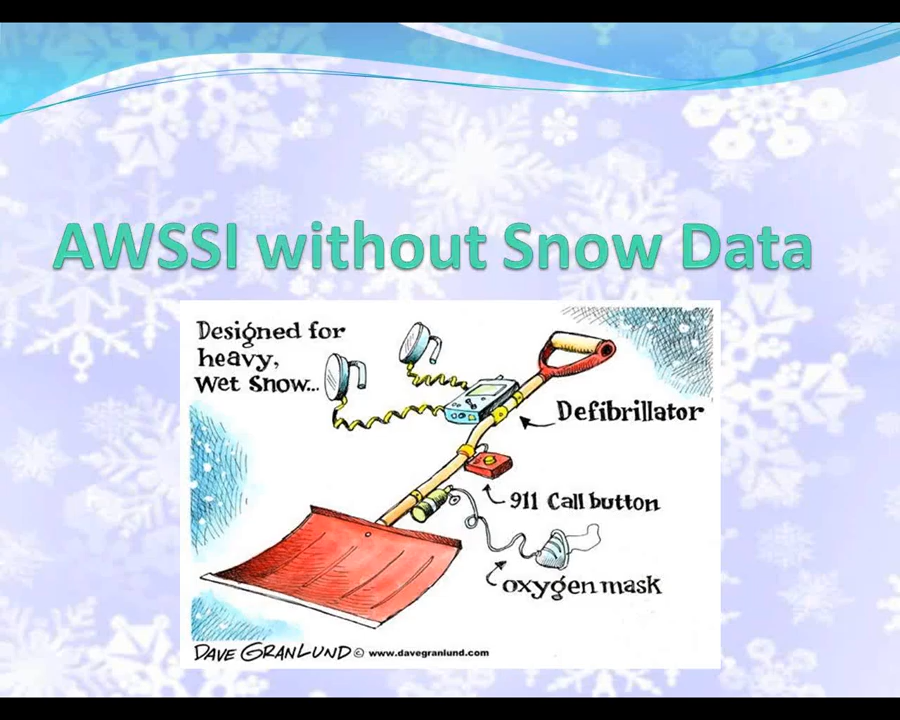 AWSSI without Snow Data
Designed for
heavy,
wet snow...
Defibrillator
911 Call button
oxygen mask
DAVE GRANLUND © www.davegranlund.com